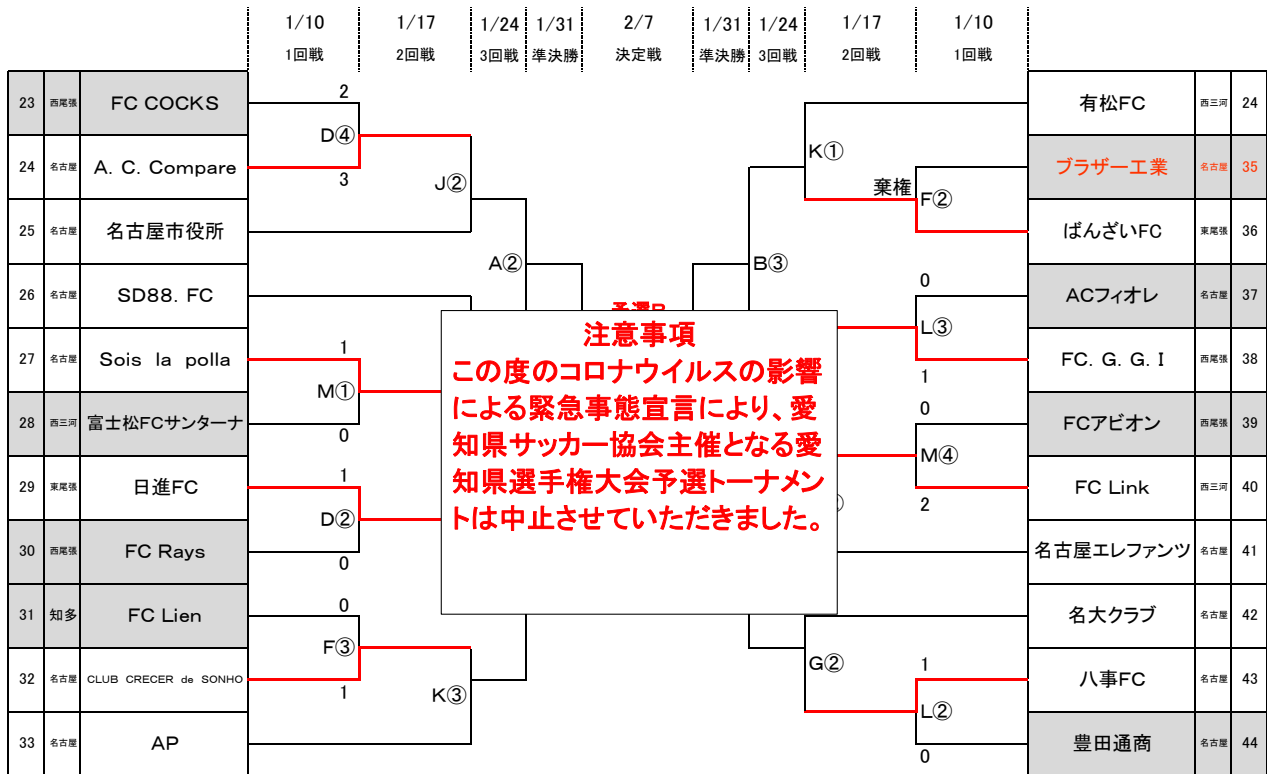 1/10 1/17 1/24 1/31 2/7 1/31 1/24 1/17 1/10
1回戦 2回戦 3回戦 準決勝 決定戦 準決勝 3回戦 2回戦 1回戦
23 西尾張 FC COCKS 2
D④
24 名古屋 A. C. Compare 3
J②
25 名古屋 名古屋市役所
A②
26 名古屋 SD88. FC
27 名古屋 Sois la polla 1
M①
28 西三河 富士松FCサンターナ 0
29 東尾張 日進FC 1
D②
30 西尾張 FC Rays 0
31 知多 FC Lien 0
F③
32 名古屋 CLUB CRECER de SONHO 1
K③
33 名古屋 AP
注意事項
この度のコロナウイルスの影響
による緊急事態宣言により、愛
知県サッカー協会主催となる愛
知県選手権大会予選トーナメン
トは中止させていただきました。
有松FC 西三河 24
K①
ブラザー工業 名古屋 35
棄権 F②
ばんざいFC 東尾張 36
B③
0 ACフィオレ 名古屋 37
L③
1 FC. G. G. I 西尾張 38
0 FCアビオン 西尾張 39
M④
2 FC Link 西三河 40
名古屋エレファンツ 名古屋 41
名大クラブ 名古屋 42
G②
1 八事FC 名古屋 43
L②
0 豊田通商 名古屋 44